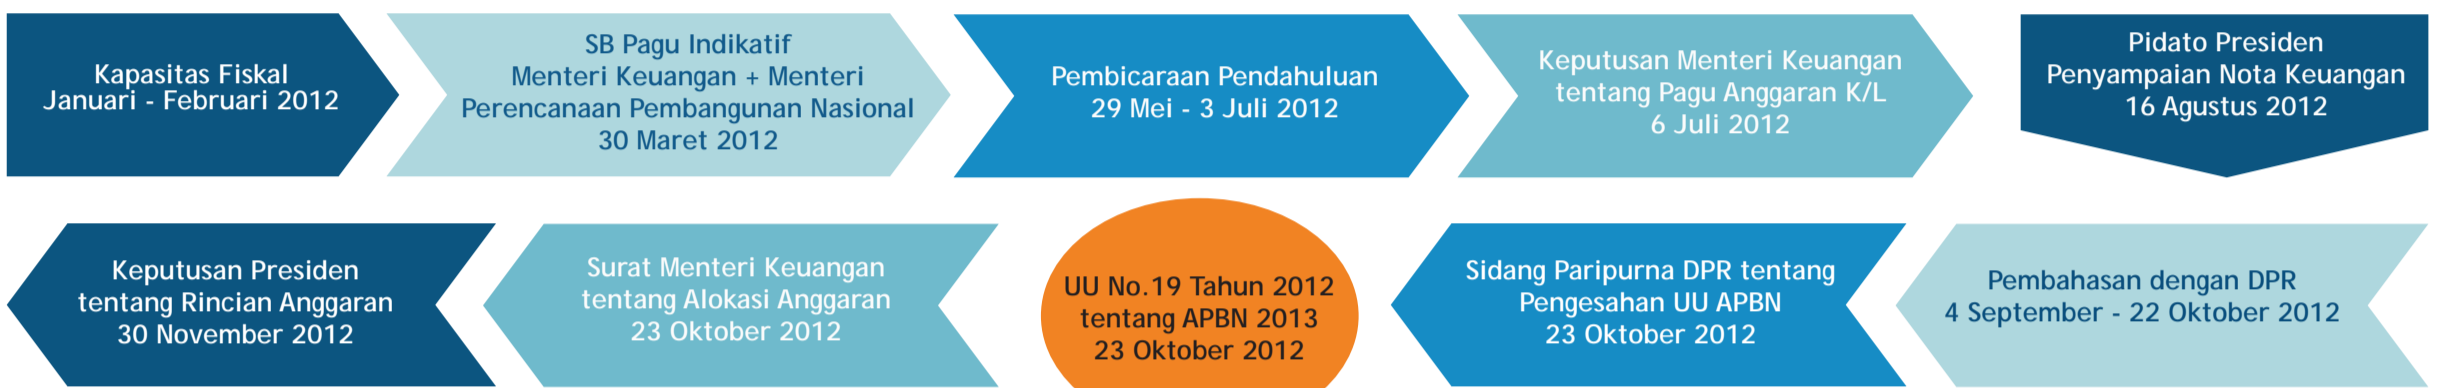 Kapasitas Fiskal
Januari - Februari 2012
SB Pagu Indikatif
Menteri Keuangan + Menteri
Perencanaan Pembangunan Nasional
30 Maret 2012
Pembicaraan Pendahuluan
29 Mei - 3 Juli 2012
Keputusan Menteri Keuangan
tentang Pagu Anggaran K/L
6 Juli 2012
Pidato Presiden
Penyampaian Nota Keuangan
16 Agustus 2012
Pembahasan dengan DPR
4 September - 22 Oktober 2012
Sidang Paripurna DPR tentang
Pengesahan UU APBN
23 Oktober 2012
UU No.19 Tahun 2012
tentang APBN 2013
23 Oktober 2012
Surat Menteri Keuangan
tentang Alokasi Anggaran
23 Oktober 2012
Keputusan Presiden
tentang Rincian Anggaran
30 November 2012